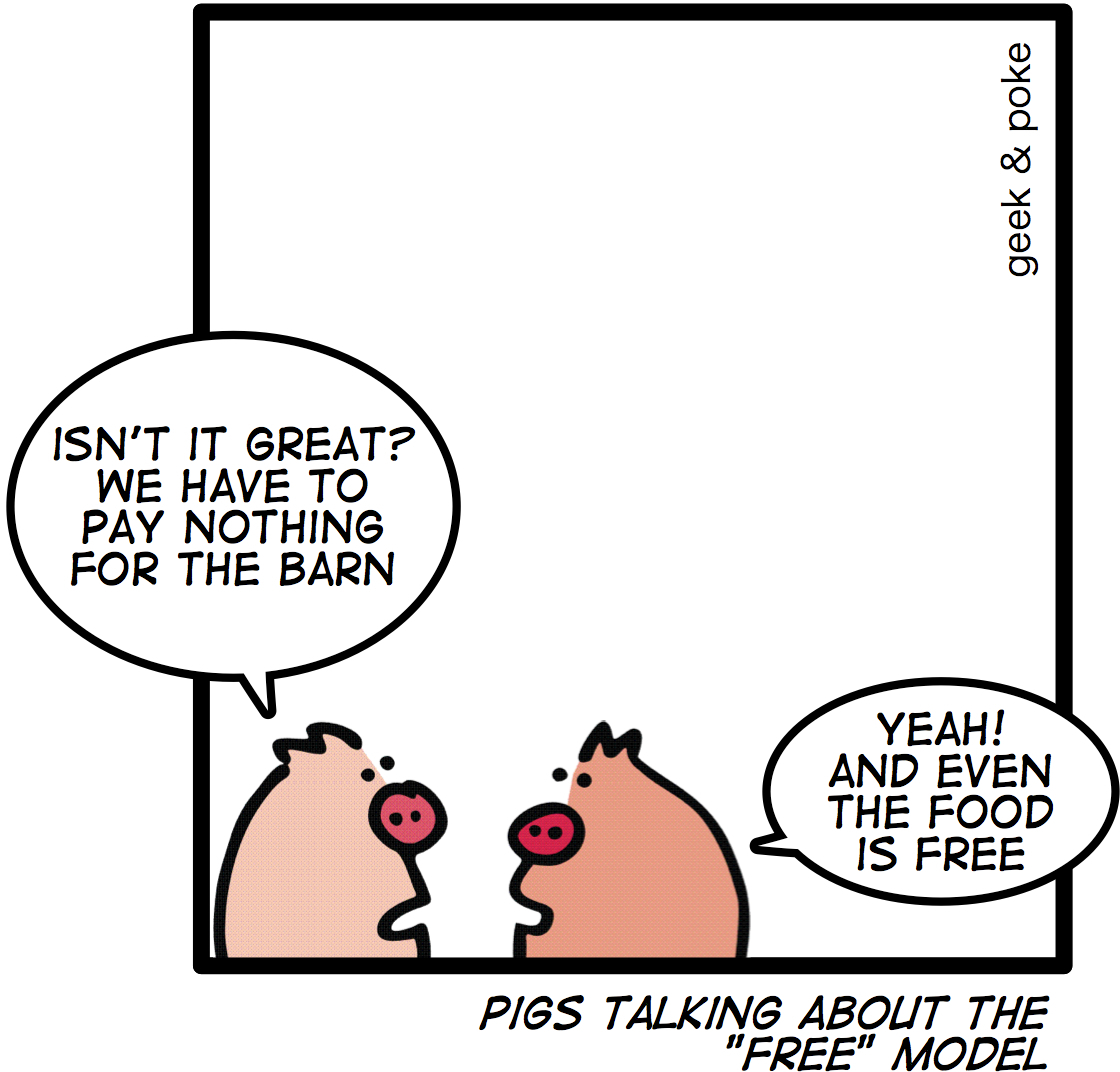 geek & poke
ISN'T IT GREAT?
WE HAVE TO
PAY NOTHING
FOR THE BARN
YEAH!
AND EVEN
THE FOOD
IS FREE
PIGS TALKING ABOUT THE
"FREE" MODEL